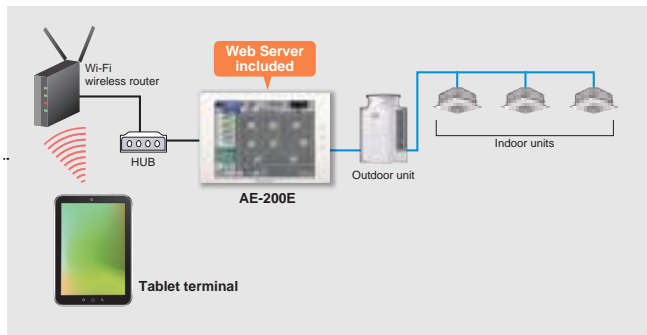 Web Server
included
Wi-Fi
wireless router
HUB
AE-200E
Outdoor unit
Indoor units
Tablet terminal